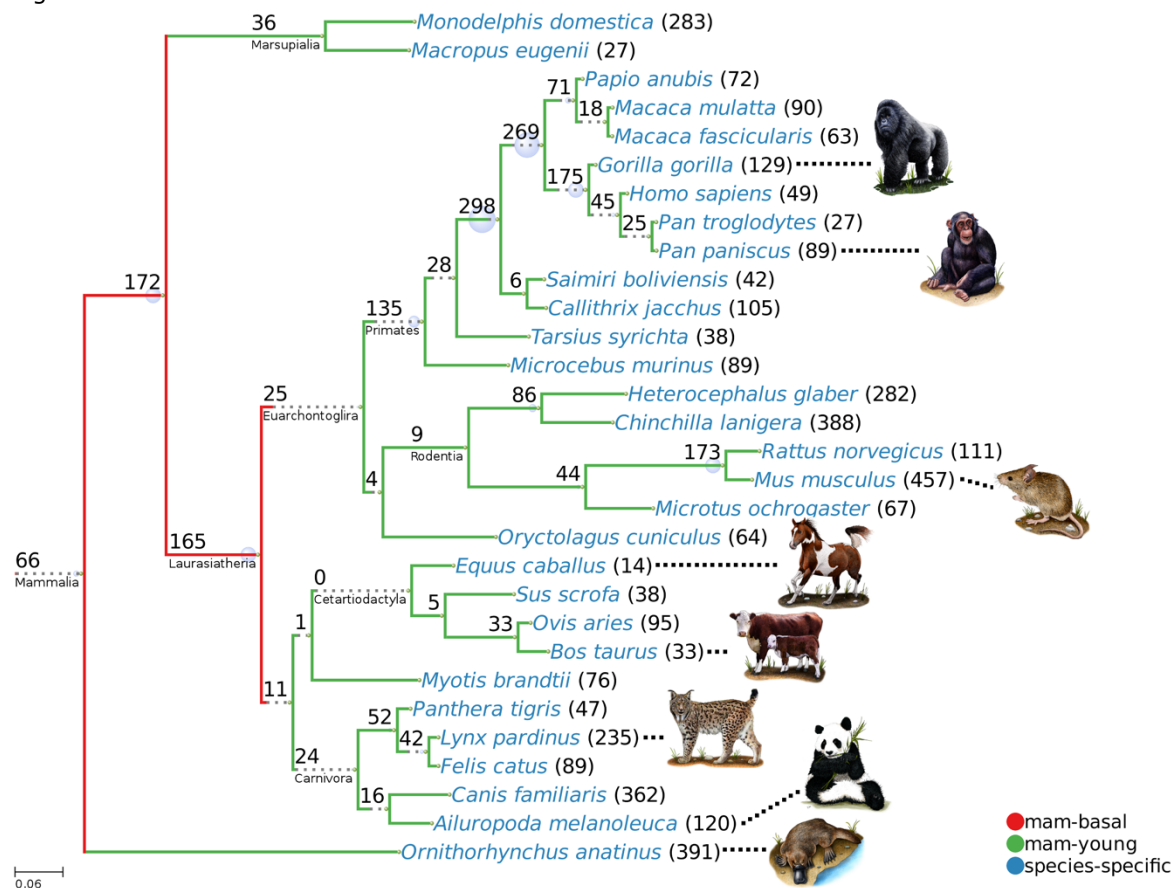 36
Marsupialia
Monodelphis domestica (283)
Macropus eugenii (27)
Papio anubis (72)
71
Macaca mulatta (90)
18
Macaca fascicularis (63)
269
Gorilla gorilla (129)
175
Homo sapiens (49)
45
Pan troglodytes (27)
25
Pan paniscus (89)
298
Saimiri boliviensis (42)
6
Callithrix jacchus (105)
28
Tarsius syrichta (38)
135
Primates
Microcebus murinus (89)
172
Heterocephalus glaber (282)
86
Chinchilla lanigera (388)
25
Euarchontoglira
9
Rodentia
Rattus norvegicus (111)
173
Mus musculus (457)
44
Microtus ochrogaster (67)
4
Oryctolagus cuniculus (64)
165
Laurasiatheria
66
Mammalia
Equus caballus (14)
0
Cetartiodactyla
Sus scrofa (38)
5
Ovis aries (95)
33
Bos taurus (33)
1
Myotis brandtii (76)
11
Panthera tigris (47)
52
Lynx pardinus (235)
42
Felis catus (89)
24
Carnivora
Canis familiaris (362)
16
Ailuropoda melanoleuca (120)
Ornithorhynchus anatinus (391)
mam-basal
mam-young
species-specific
0.06